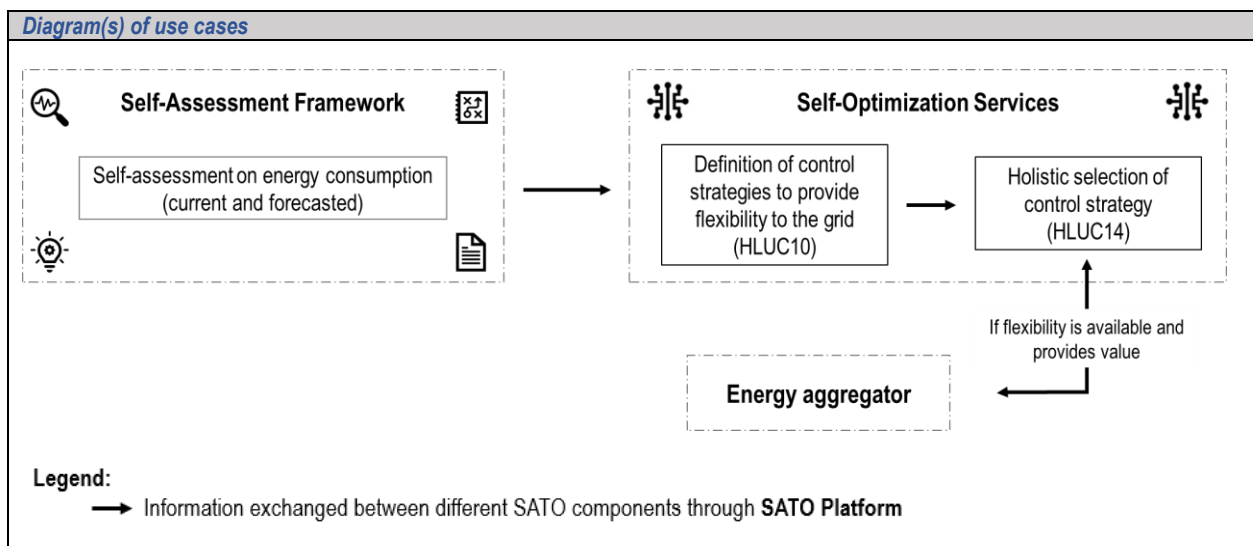 Diagram(s) of use cases
Self-Assessment Framework
Self-assessment on energy consumption
(current and forecasted)
Self-Optimization Services
Definition of control
strategies to provide
flexibility to the grid
(HLUC10)
Holistic selection of
control strategy
(HLUC14)
If flexibility is available and
provides value
Energy aggregator
Legend:
Information exchanged between different SATO components through SATO Platform